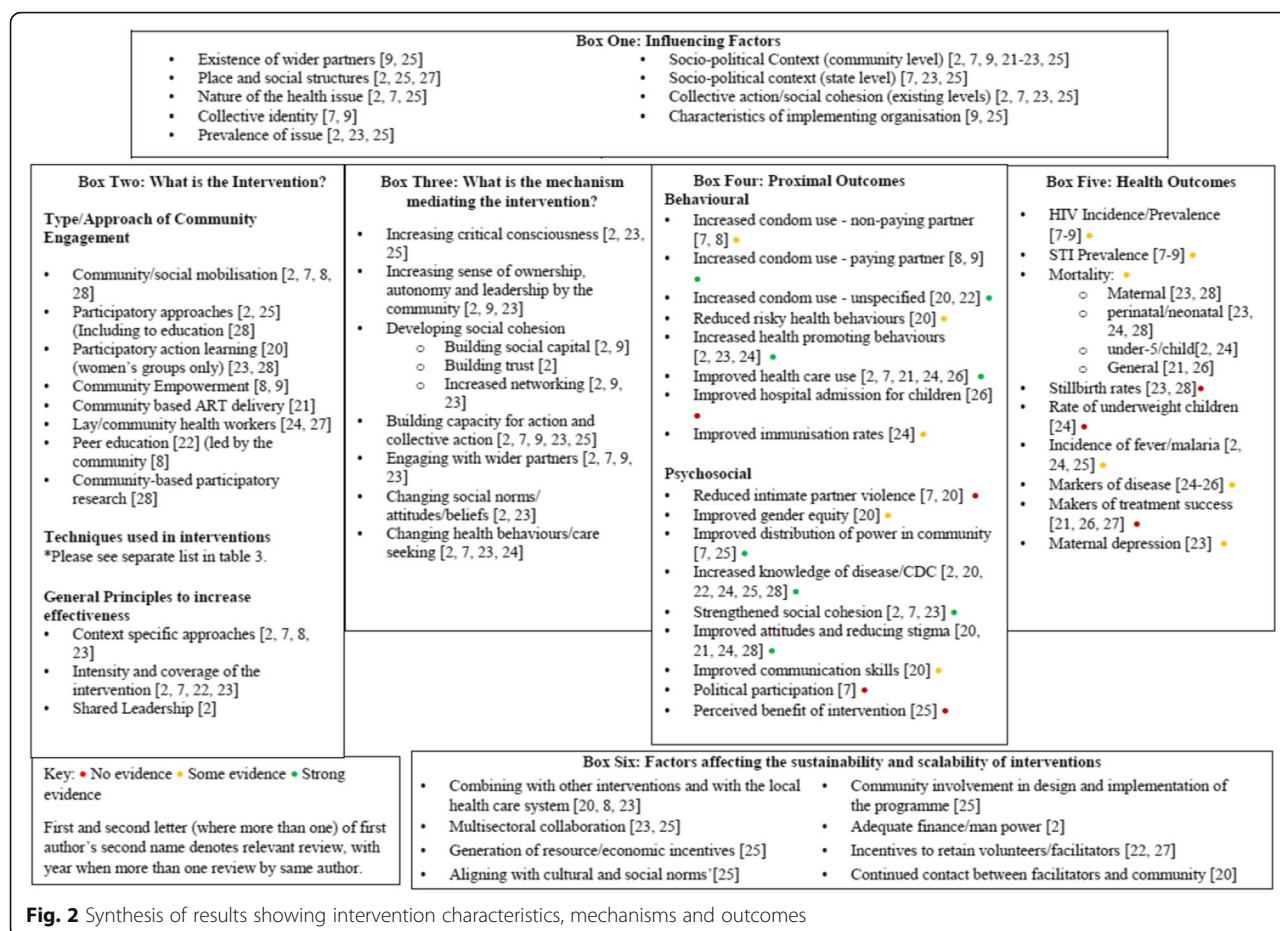 Box One: Influencing Factors
• Existence of wider partners [9, 25]
• Place and social structures [2, 25, 27]
• Nature of the health issue [2, 7, 25]
• Collective identity [7, 9]
• Prevalence of issue [2, 23, 25]
• Socio-political Context (community level) [2, 7, 9, 21-23, 25]
• Socio-political context (state level) [7, 23, 25]
• Collective action/social cohesion (existing levels) [2, 7, 23, 25]
• Characteristics of implementing organisation [9, 25]
Box Two: What is the Intervention?
Type/Approach of Community
Engagement
• Community/social mobilisation [2, 7, 8,
28]
• Participatory approaches [2, 25]
(Including to education [28]
• Participatory action learning [20]
(women's groups only) [23, 28]
• Community Empowerment [8, 9]
• Community based ART delivery [21]
• Lay/community health workers [24, 27]
• Peer education [22] (led by the
community [8]
• Community-based participatory
research [28]
Techniques used in interventions
*Please see separate list in table 3.
General Principles to increase
effectiveness
• Context specific approaches [2, 7, 8,
23]
• Intensity and coverage of the
intervention [2, 7, 22, 23]
• Shared Leadership [2]
Box Three: What is the mechanism
mediating the intervention?
• Increasing critical consciousness [2, 23,
25]
• Increasing sense of ownership,
autonomy and leadership by the
community [2, 9, 23]
• Developing social cohesion
o Building social capital [2, 9]
o Building trust [2]
o Increased networking [2, 9,
23]
• Building capacity for action and
collective action [2, 7, 9, 23, 25]
• Engaging with wider partners [2, 7, 9,
23]
• Changing social norms/
attitudes/beliefs [2, 23]
• Changing health behaviours/care
seeking [2, 7, 23, 24]
Box Four: Proximal Outcomes
Behavioural
• Increased condom use - non-paying partner
[7, 8] •
• Increased condom use - paying partner [8, 9]
•
• Increased condom use - unspecified [20, 22] •
• Reduced risky health behaviours [20] •
• Increased health promoting behaviours
[2, 23, 24] •
• Improved health care use [2, 7, 21, 24, 26] •
• Improved hospital admission for children [26]
•
• Improved immunisation rates [24] •
Psychosocial
• Reduced intimate partner violence [7, 20] •
• Improved gender equity [20] •
• Improved distribution of power in community
[7, 25] •
• Increased knowledge of disease/CDC [2, 20,
22, 24, 25, 28] •
• Strengthened social cohesion [2, 7, 23] •
• Improved attitudes and reducing stigma [20,
21, 24, 28] •
• Improved communication skills [20] •
• Political participation [7] •
• Perceived benefit of intervention [25] •
Box Five: Health Outcomes
• HIV Incidence/Prevalence
[7-9] •
• STI Prevalence [7-9] •
• Mortality: •
o Maternal [23, 28]
o perinatal/neonatal [23,
24, 28]
o under-5/child[2, 24]
o General [21, 26]
• Stillbirth rates [23, 28]•
• Rate of underweight children
[24] •
• Incidence of fever/malaria [2,
24, 25] •
• Markers of disease [24-26] •
• Makers of treatment success
[21, 26, 27] •
• Maternal depression [23] •
Key: • No evidence • Some evidence • Strong
evidence
First and second letter (where more than one) of first
author's second name denotes relevant review, with
year when more than one review by same author.
Box Six: Factors affecting the sustainability and scalability of interventions
• Combining with other interventions and with the local
health care system [20, 8, 23]
• Multisectoral collaboration [23, 25]
• Generation of resource/economic incentives [25]
• Aligning with cultural and social norms'[25]
• Community involvement in design and implementation of
the programme [25]
• Adequate finance/man power [2]
• Incentives to retain volunteers/facilitators [22, 27]
• Continued contact between facilitators and community [20]
Fig. 2 Synthesis of results showing intervention characteristics, mechanisms and outcomes